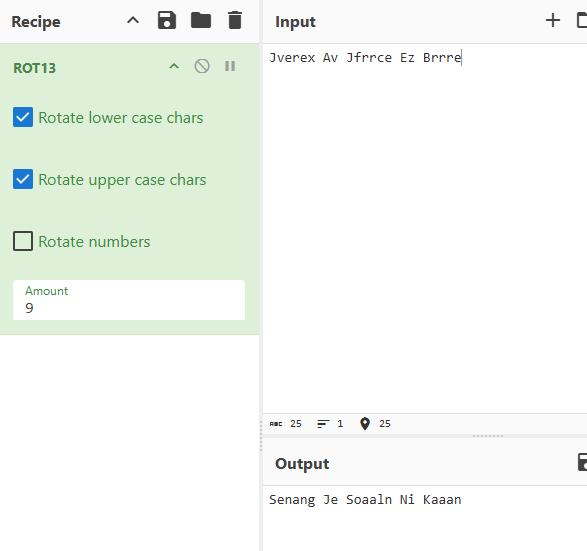 Recipe
ROT13
Rotate lower case chars
Rotate upper case chars
Rotate numbers
Amount
9
Input
Jverex Av Jfrrce Ez Brrre
ABC 25 1 25
Output
Senang Je Soaaln Ni Kaaan